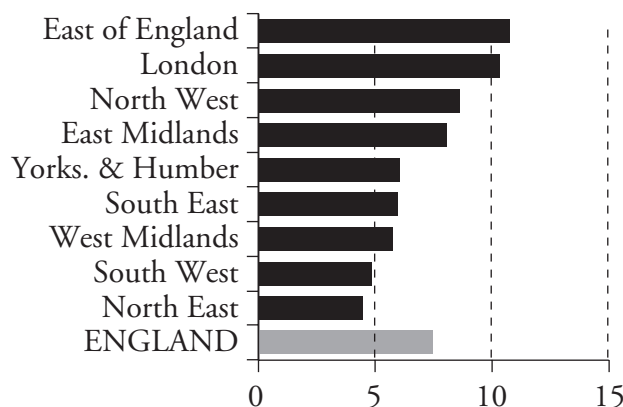 East of England
London
North West
East Midlands
Yorks. & Humber
South East
West Midlands
South West
North East
ENGLAND
0 5 10 15